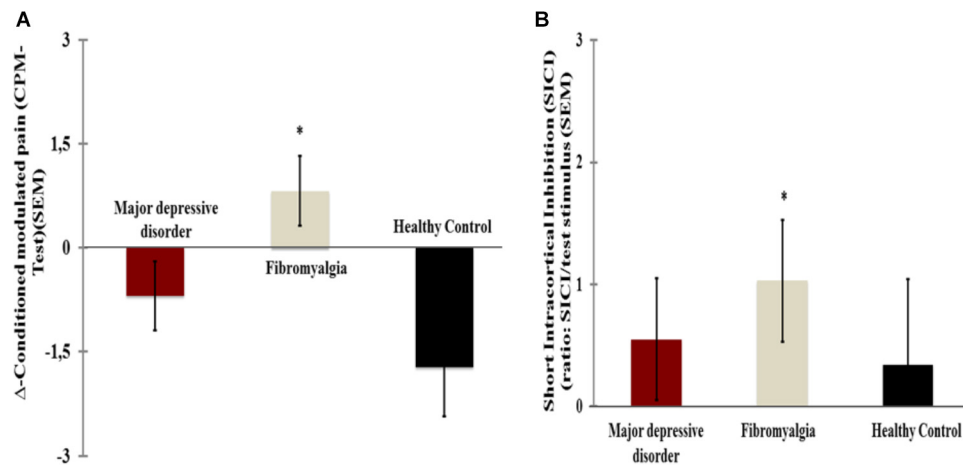 A
Δ-Conditioned modulated pain (CPM-
Test)(SEM)
3
1,5
0
-1,5
-3
Major depressive
disorder
*
Fibromyalgia
Healthy Control
B
Short Intracortical Inhibition (SICI)
(ratio: SICI/test stimulus (SEM)
3
2
1
0
*
Major depressive
disorder
Fibromyalgia
Healthy Control